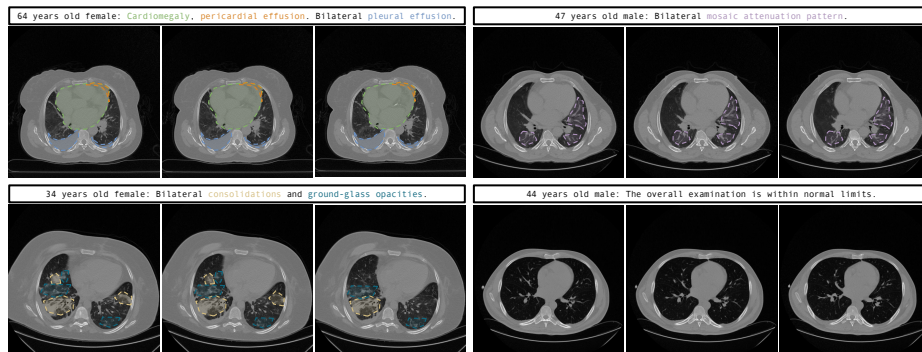 64 years old female: Cardiomegaly, pericardial effusion. Bilateral pleural effusion.
47 years old male: Bilateral mosaic attenuation pattern.
34 years old female: Bilateral consolidations and ground-glass opacities.
44 years old male: The overall examination is within normal limits.